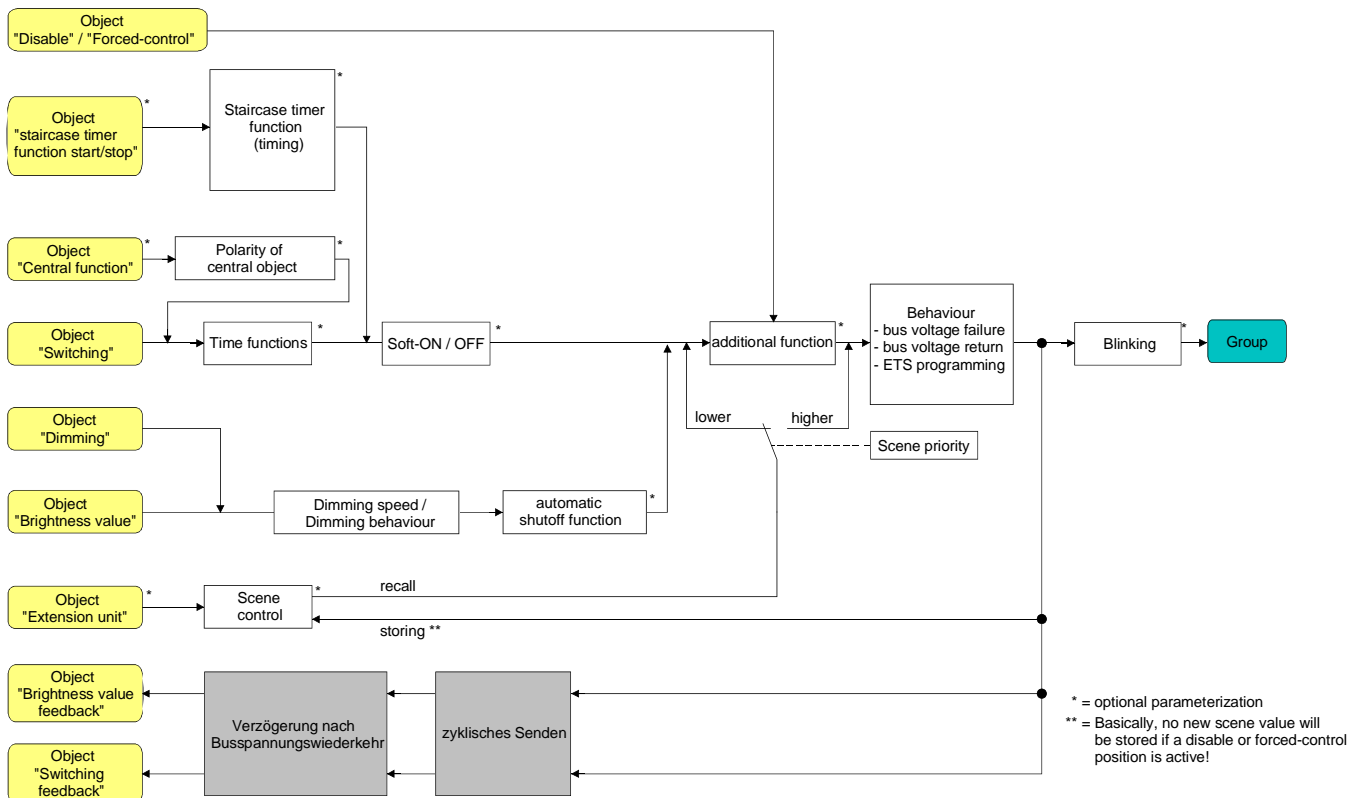 Object
"Disable" / "Forced-control"
*
Object
"staircase timer
function start/stop"
*
Staircase timer
function
(timing)
*
Object
"Central function"
*
Polarity of
central object
*
Object
"Switching"
Time functions
*
Soft-ON / OFF
*
additional function
*
Behaviour
- bus voltage failure
- bus voltage return
- ETS programming
Blinking
*
Group
lower
higher
Scene priority
Object
"Dimming"
Object
"Brightness value"
Dimming speed /
Dimming behaviour
automatic
shutoff function
*
Object
"Extension unit"
*
Scene
control
*
recall
storing **
Object
"Brightness value
feedback"
Object
"Switching
feedback"
Verzögerung nach
Busspannungswiederkehr
zyklisches Senden
* = optional parameterization
** = Basically, no new scene value will
be stored if a disable or forced-control
position is active!